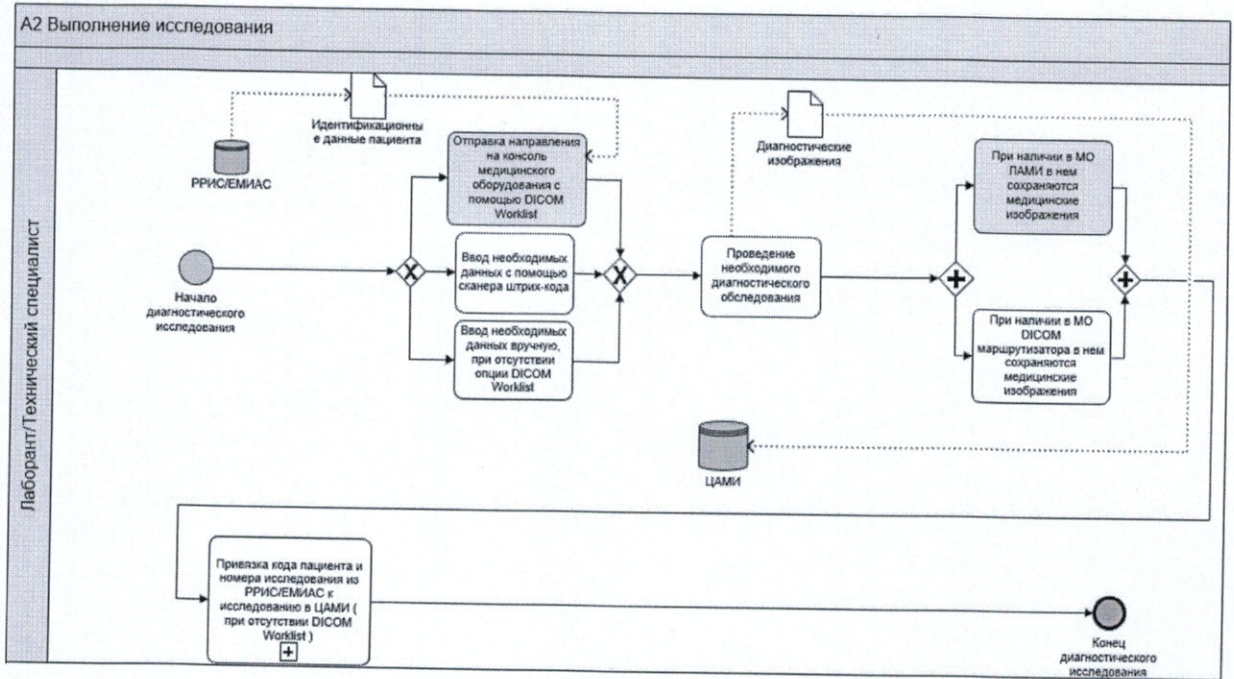 А2 Выполнение исследования
Лаборант/Технический специалист
РРИС/ЕМИАС
Идентификационны
е данные пациента
Начало
диагностического
исследования
Отправка направления
на консоль
медицинского
оборудования с
помощью DICOM
Worklist
Ввод необходимых
данных с помощью
сканера штрих-кода
Ввод необходимых
данных вручную,
при отсутствии
опции DICOM
Worklist
Проведение
необходимого
диагностического
обследования
Диагностические
изображения
При наличии в МО
ЛАМИ в нем
сохраняются
медицинские
изображения
При наличии в МО
DICOM
маршрутизатора в нем
сохраняются
медицинские
изображения
ЦАМИ
Привязка кода пациента и
номера исследования из
РРИС/ЕМИАС к
исследованию в ЦАМИ (
при отсутствии DICOM
Worklist )
Конец
диагностического
исследования